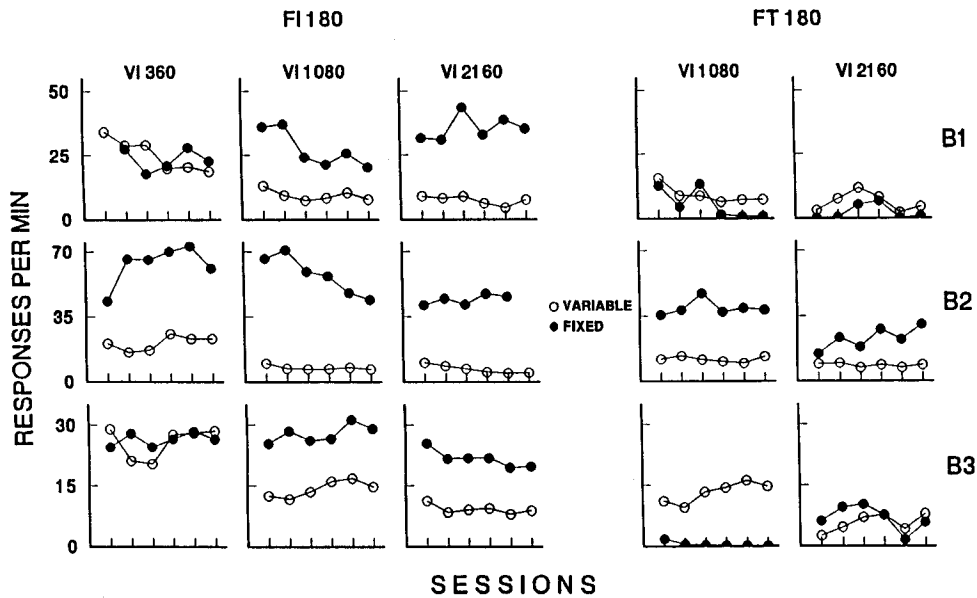 FI 180 FT 180
VI 360 VI 1080 VI 2160 VI 1080 VI 2160
50
25
0
B1
70
35
0
VARIABLE
FIXED
B2
30
15
0
B3
RESPONSES PER MIN
SESSIONS